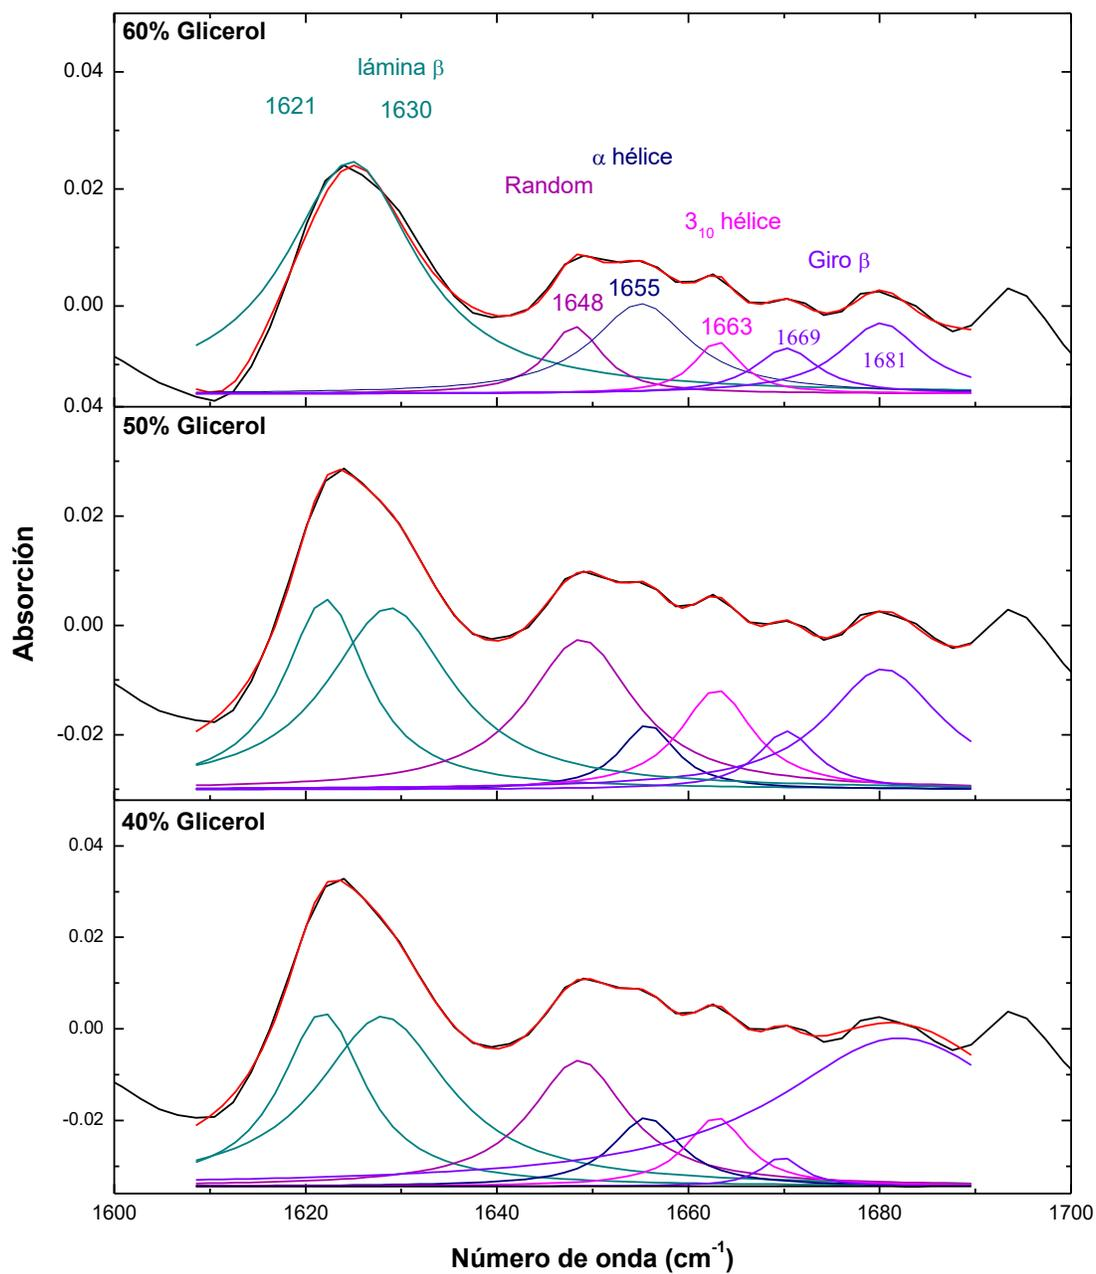 60% Glicerol
lámina β
1621 1630
α hélice
Random
3₁₀ hélice
Giro β
1648 1655 1663 1669 1681
0.04
0.02
0.00
0.04
50% Glicerol
0.02
0.00
-0.02
Absorción
40% Glicerol
0.04
0.02
0.00
-0.02
1600 1620 1640 1660 1680 1700
Número de onda (cm⁻¹)